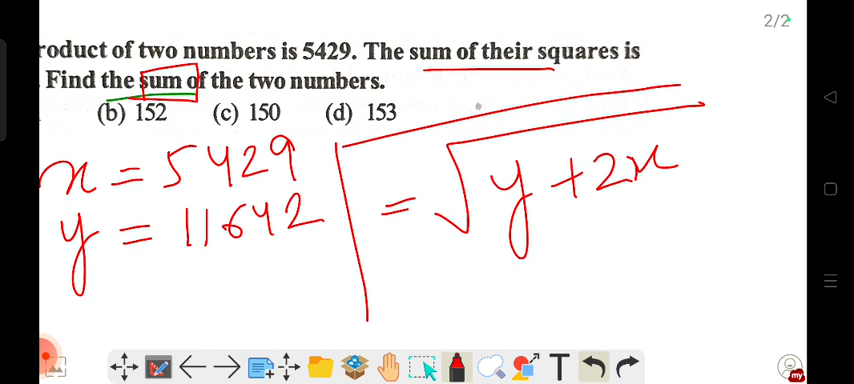 2/2
roduct of two numbers is 5429. The sum of their squares is
. Find the sum of the two numbers.
(b) 152 (c) 150 (d) 153
x = 5429
y = 11642
= √y + 2x
T
my